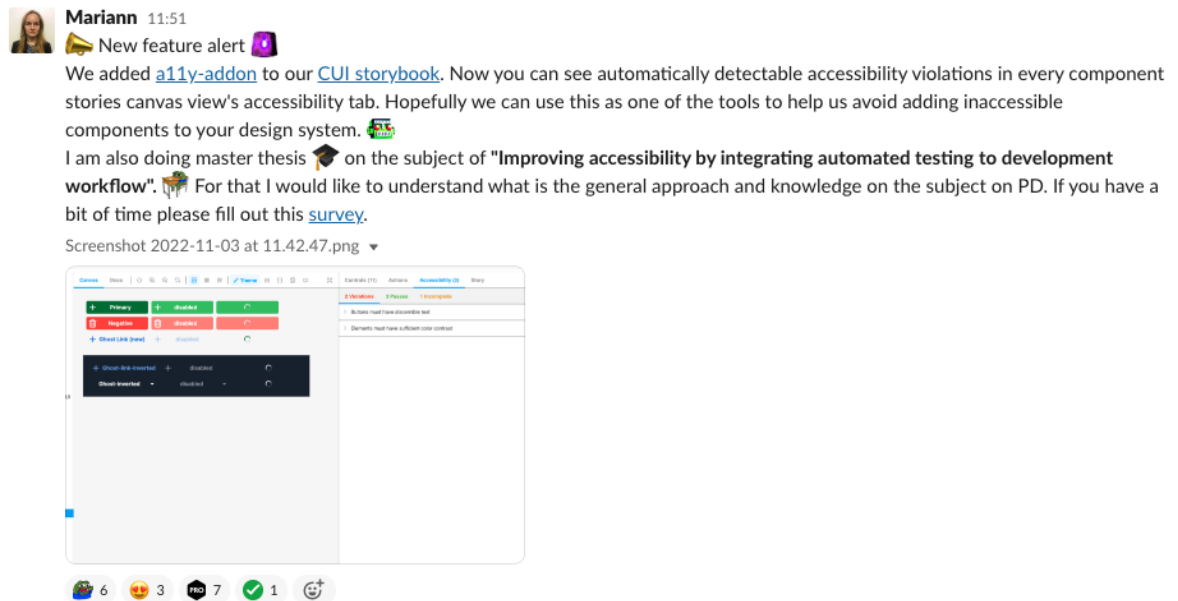 Mariann 11:51
New feature alert
We added a11y-addon to our CUI storybook. Now you can see automatically detectable accessibility violations in every component
stories canvas view's accessibility tab. Hopefully we can use this as one of the tools to help us avoid adding inaccessible
components to your design system.
I am also doing master thesis on the subject of "Improving accessibility by integrating automated testing to development
workflow". For that I would like to understand what is the general approach and knowledge on the subject on PD. If you have a
bit of time please fill out this survey.
Screenshot 2022-11-03 at 11.42.47.png
Canvas Docs Theme Controls (11) Actions Accessibility (3) Story
2 Violations 3 Passes 1 Incomplete
Primary disabled
Buttons must have discernible text
Negative disabled
Elements must have sufficient color contrast
Ghost Link (new) disabled
Ghost-link-inverted disabled
Ghost-inverted disabled
6 3 PRO 7 1